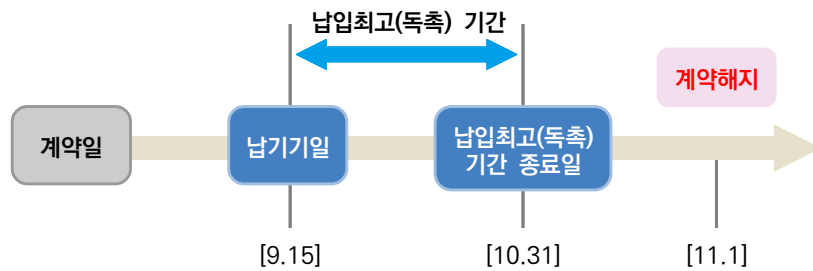 납입최고(독촉) 기간
계약해지
계약일
납기기일
납입최고(독촉)
기간 종료일
[9.15]
[10.31]
[11.1]